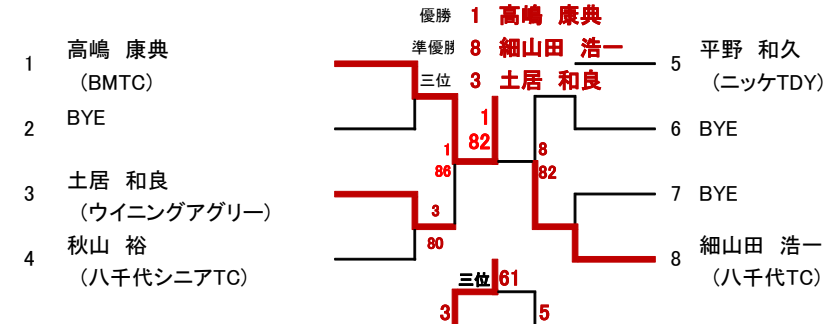 優勝 1 高嶋 康典
準優勝 8 細山田 浩一
三位 3 土居 和良
1 高嶋 康典
(BMTC)
2 BYE
3 土居 和良
(ウイニングアグリー)
4 秋山 裕
(八千代シニアTC)
1
86
3
80
1
82
8
82
5 平野 和久
(ニッケTDY)
6 BYE
7 BYE
8 細山田 浩一
(八千代TC)
三位 61
3 5